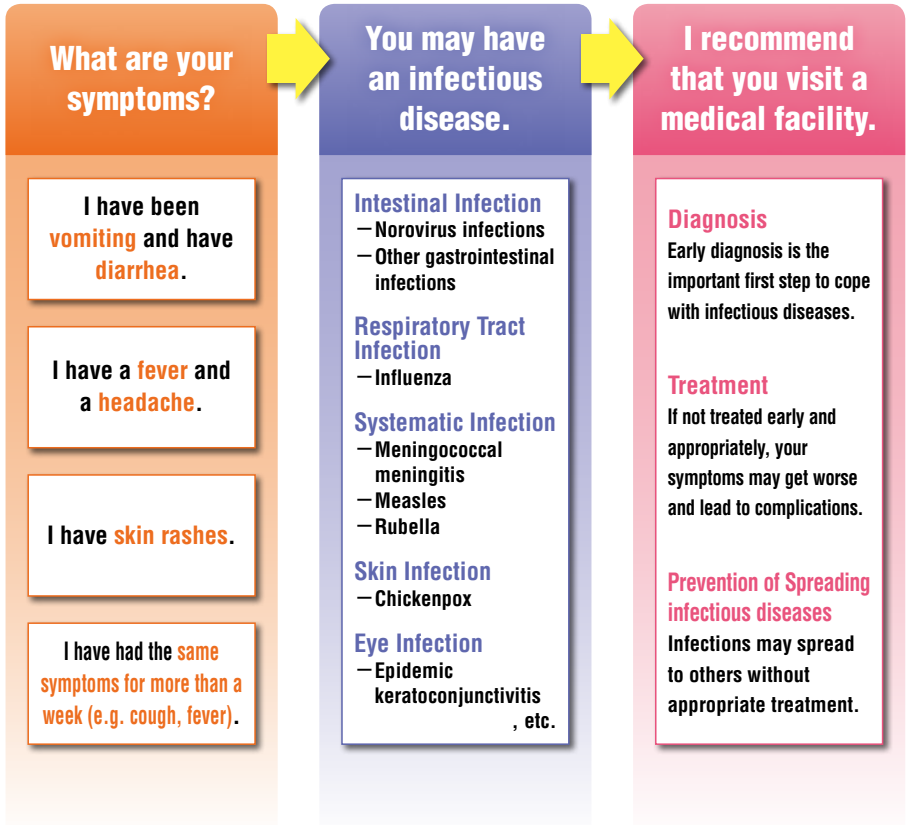 What are your
symptoms?
I have been
vomiting and have
diarrhea.
I have a fever and
a headache.
I have skin rashes.
I have had the same
symptoms for more than a
week (e.g. cough, fever).
You may have
an infectious
disease.
Intestinal Infection
—Norovirus infections
—Other gastrointestinal
infections
Respiratory Tract
Infection
—Influenza
Systematic Infection
—Meningococcal
meningitis
—Measles
—Rubella
Skin Infection
—Chickenpox
Eye Infection
—Epidemic
keratoconjunctivitis
, etc.
I recommend
that you visit a
medical facility.
Diagnosis
Early diagnosis is the
important first step to cope
with infectious diseases.
Treatment
If not treated early and
appropriately, your
symptoms may get worse
and lead to complications.
Prevention of Spreading
infectious diseases
Infections may spread
to others without
appropriate treatment.